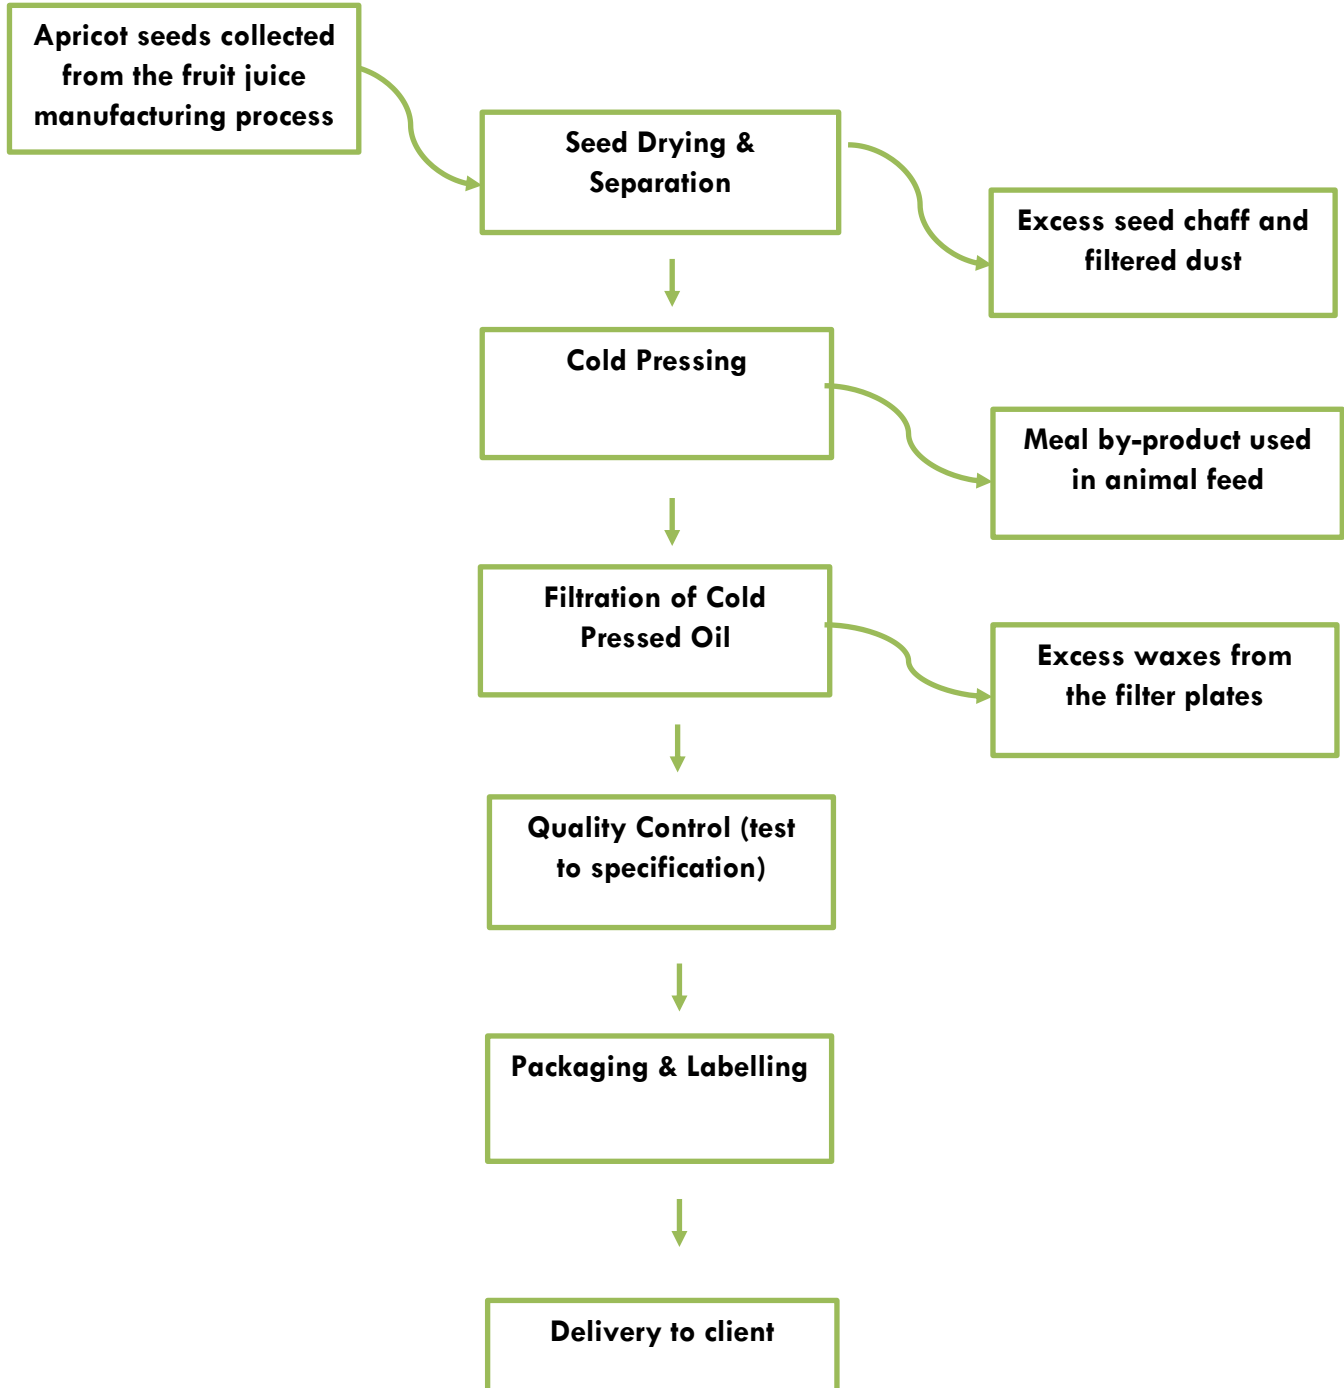 Apricot seeds collected
from the fruit juice
manufacturing process
Seed Drying &
Separation
Excess seed chaff and
filtered dust
Cold Pressing
Meal by-product used
in animal feed
Filtration of Cold
Pressed Oil
Excess waxes from
the filter plates
Quality Control (test
to specification)
Packaging & Labelling
Delivery to client